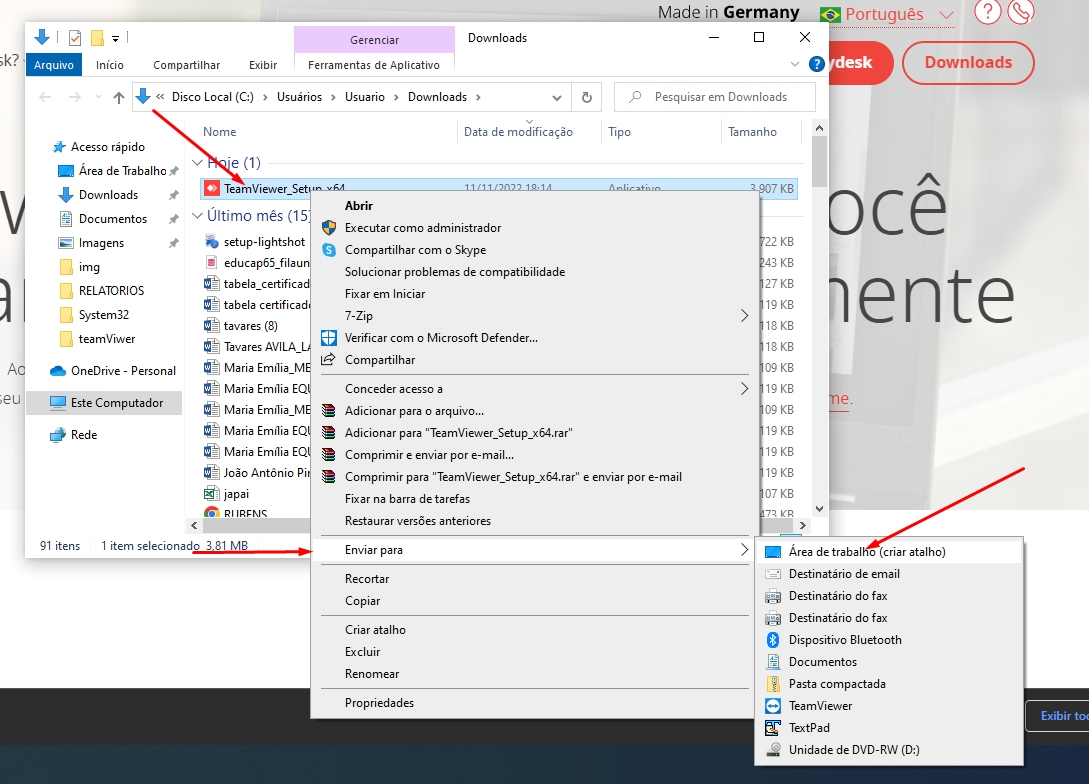 Made in Germany
Português
sk?
ydesk
Downloads
Gerenciar
Downloads
Arquivo
Início
Compartilhar
Exibir
Ferramentas de Aplicativo
« Disco Local (C:) > Usuários > Usuario > Downloads >
Pesquisar em Downloads
Nome
Data de modificação
Tipo
Tamanho
Acesso rápido
Área de Trabalho
Downloads
Documentos
Imagens
img
RELATORIOS
System32
teamViwer
OneDrive - Personal
Este Computador
Rede
Hoje (1)
TeamViewer_Setup_x64
11/11/2022 18:14
Aplicativo
3.907 KB
Último mês (15)
setup-lightshot
722 KB
educap65_filaun
243 KB
tabela_certificad
127 KB
tabela certificado
119 KB
tavares (8)
118 KB
Tavares AVILA_LA
118 KB
Maria Emília_ME
109 KB
Maria Emília EQU
119 KB
Maria Emília_ME
109 KB
Maria Emília EQU
119 KB
Maria Emília EQU
119 KB
João Antônio Pir
119 KB
japai
107 KB
RUBENS
473 KB
91 itens
1 item selecionado
3,81 MB
ocê
mente
Ao
seu
me.
Abrir
Executar como administrador
Compartilhar com o Skype
Solucionar problemas de compatibilidade
Fixar em Iniciar
7-Zip
Verificar com o Microsoft Defender...
Compartilhar
Conceder acesso a
Adicionar para o arquivo...
Adicionar para "TeamViewer_Setup_x64.rar"
Comprimir e enviar por e-mail...
Comprimir para "TeamViewer_Setup_x64.rar" e enviar por e-mail
Fixar na barra de tarefas
Restaurar versões anteriores
Enviar para
Recortar
Copiar
Criar atalho
Excluir
Renomear
Propriedades
Área de trabalho (criar atalho)
Destinatário de email
Destinatário do fax
Destinatário do fax
Dispositivo Bluetooth
Documentos
Pasta compactada
TeamViewer
TextPad
Unidade de DVD-RW (D:)
Exibir too